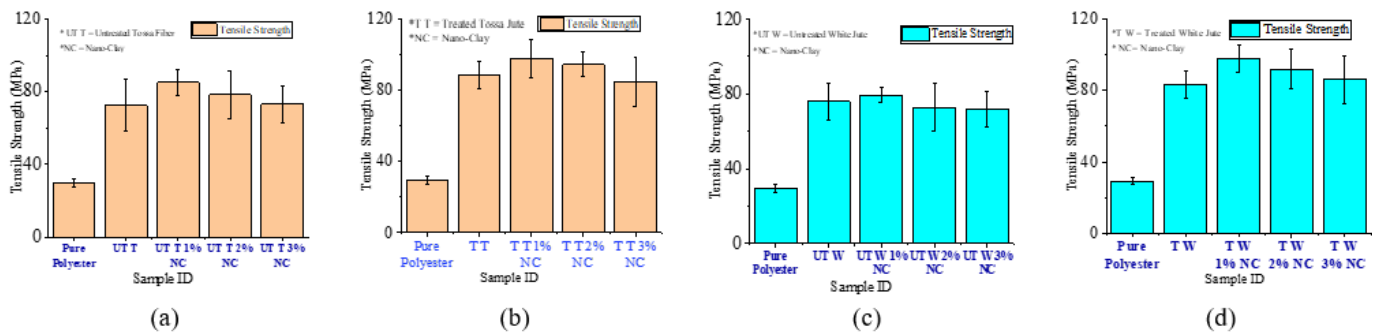 120
80
40
0
Tensile Strength (MPa)
* UT T – Untreated Tossa Fiber
*NC – Nano-Clay
Tensile Strength
Pure Polyester
UT T
UT T 1% NC
UT T 2% NC
UT T 3% NC
Sample ID
(a)
120
80
40
0
Tensile Strength (MPa)
*T T = Treated Tossa Jute
*NC = Nano-Clay
Tensile Strength
Pure Polyester
T T
T T 1% NC
T T 2% NC
T T 3% NC
Sample ID
(b)
120
80
40
0
Tensile Strength (MPa)
*UT W – Untreated White Jute
*NC – Nano-Clay
Tensile Strength
Pure Polyester
UT W
UT W 1% NC
UT W 2% NC
UT W 3% NC
Sample ID
(c)
120
80
40
0
Tensile Strength (MPa)
*T W – Treated White Jute
* NC – Nano-Clay
Tensile Strength
Pure Polyester
T W
T W 1% NC
T W 2% NC
T W 3% NC
Sample ID
(d)